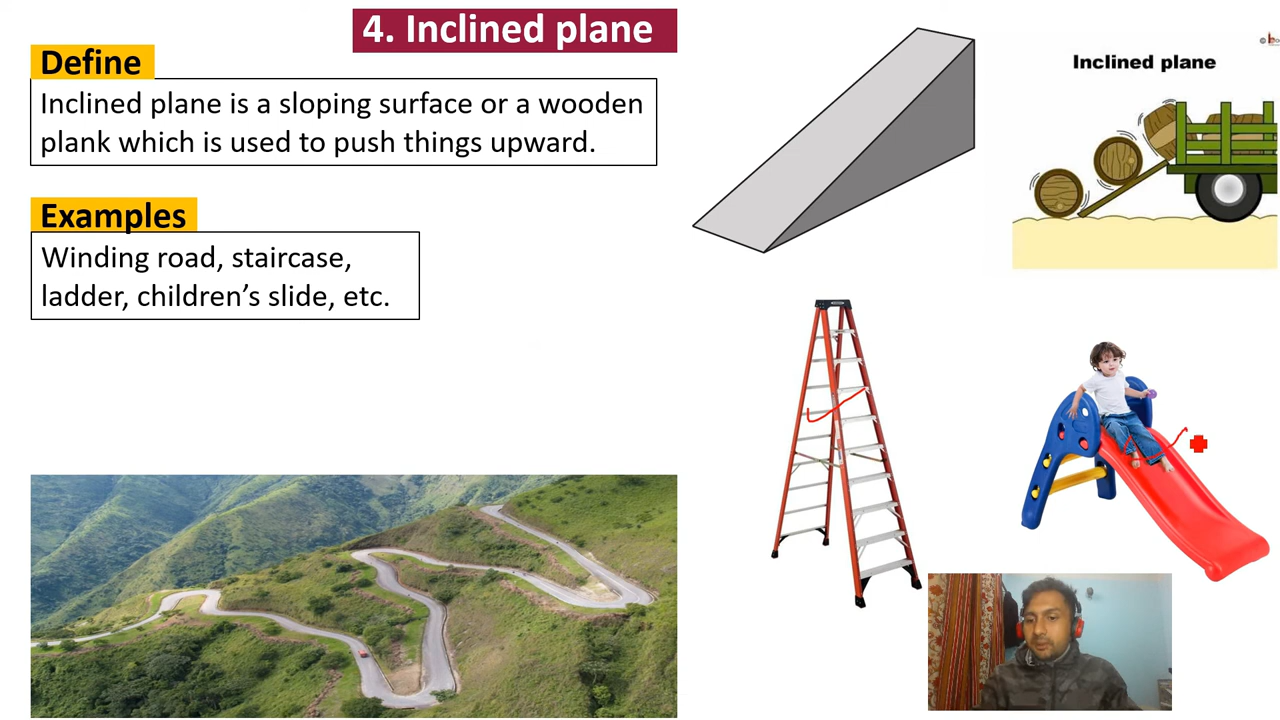 4. Inclined plane
Define
Inclined plane is a sloping surface or a wooden
plank which is used to push things upward.
Examples
Winding road, staircase,
ladder, children’s slide, etc.
Inclined plane